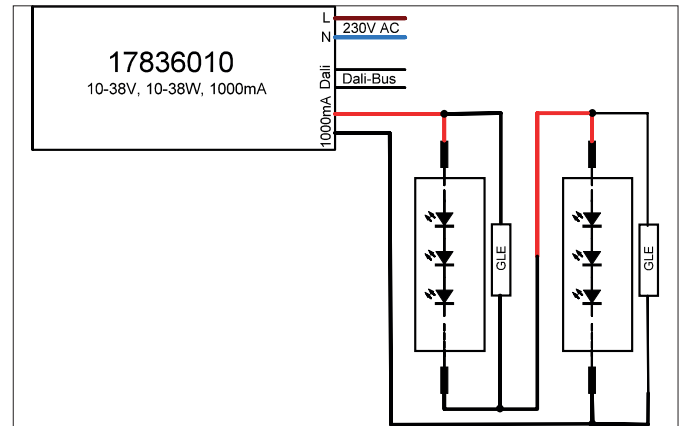 L
230V AC
N
17836010
10-38V, 10-38W, 1000mA
Dali
Dali-Bus
1000mA
GLE
GLE